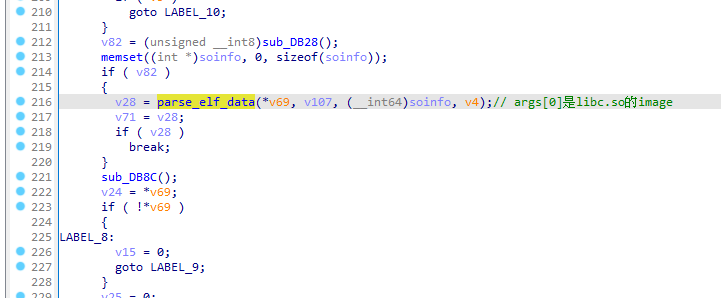 210 goto LABEL_10;
211 }
212 v82 = (unsigned __int8)sub_DB28();
213 memset((int *)soinfo, 0, sizeof(soinfo));
214 if ( v82 )
215 {
216 v28 = parse_elf_data(*v69, v107, (__int64)soinfo, v4);// args[0]是libc.so的image
217 v71 = v28;
218 if ( v28 )
219 break;
220 }
221 sub_DB8C();
222 v24 = *v69;
223 if ( !*v69 )
224 {
225 LABEL_8:
226 v15 = 0;
227 goto LABEL_9;
228 }
229 v25 = 0;